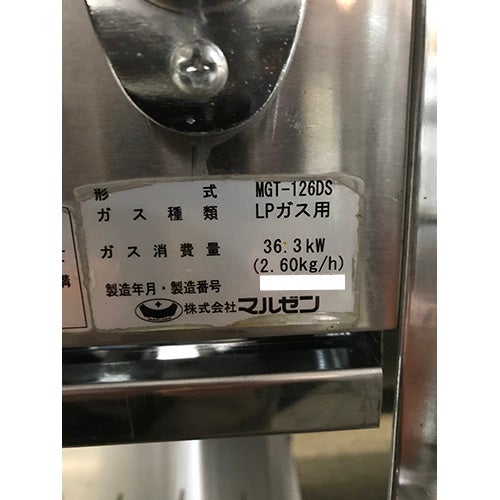 形 式 MGT-126DS
ガス種類 LPガス用
ガス消費量 36.3kW
(2.60kg/h)
製造年月・製造番号
株式会社マルゼン